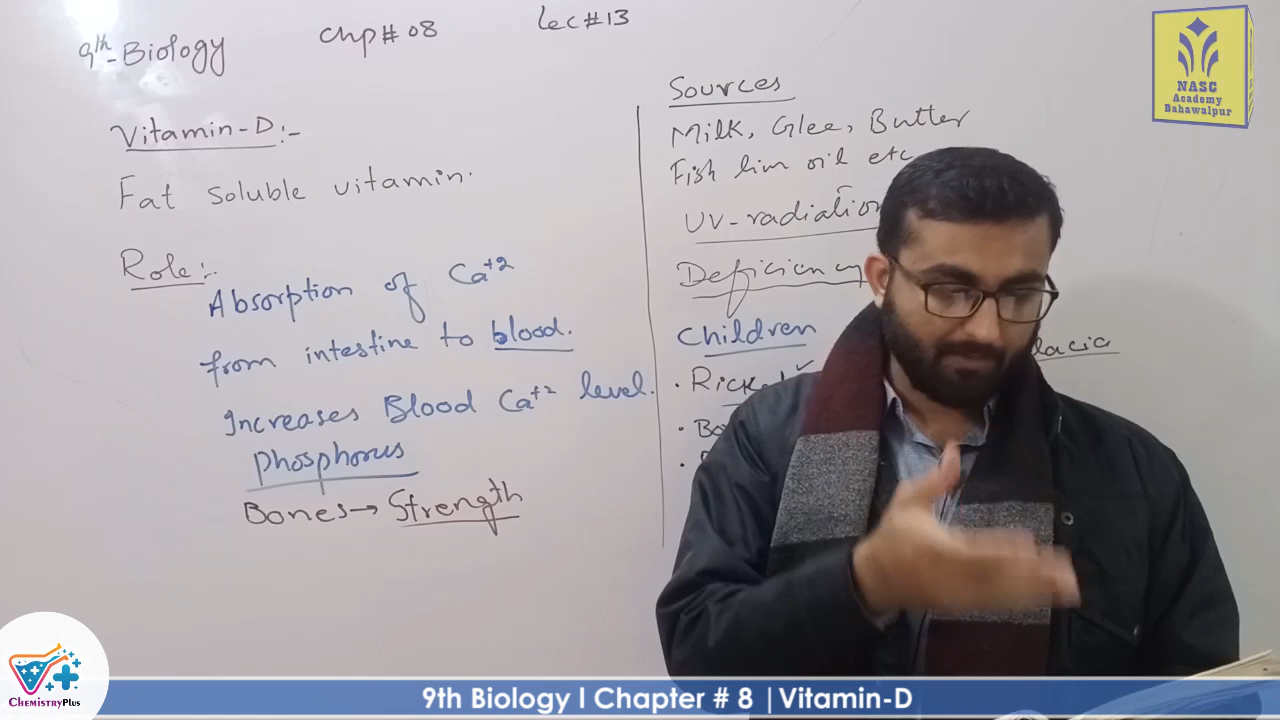 9th-Biology Chp# 08 Lec#13
Vitamin-D:-
Fat soluble vitamin.
Role:-
Absorption of Ca+2
from intestine to blood.
Increases Blood Ca+2 level.
Phosphorus
Bones→ Strength
Sources
Milk, Ghee, Butter
Fish oil etc
UV-radiation
Deficiency
Children
NASC
Academy
Bahawalpur
CHEMISTRYPLUS
9th Biology I Chapter # 8 | Vitamin-D